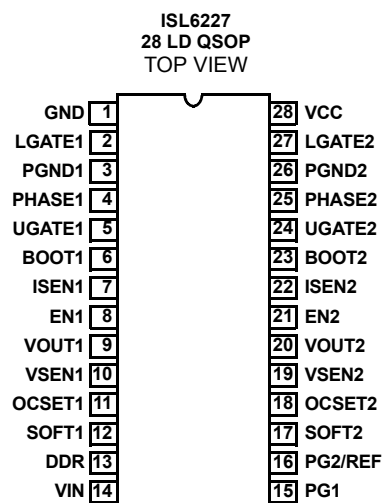 ISL6227
28 LD QSOP
TOP VIEW
GND 1 28 VCC
LGATE1 2 27 LGATE2
PGND1 3 26 PGND2
PHASE1 4 25 PHASE2
UGATE1 5 24 UGATE2
BOOT1 6 23 BOOT2
ISEN1 7 22 ISEN2
EN1 8 21 EN2
VOUT1 9 20 VOUT2
VSEN1 10 19 VSEN2
OCSET1 11 18 OCSET2
SOFT1 12 17 SOFT2
DDR 13 16 PG2/REF
VIN 14 15 PG1